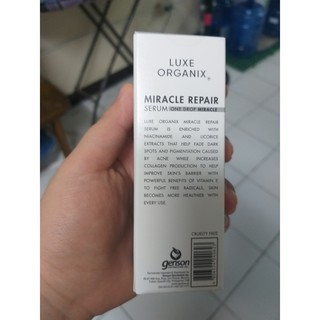 LUXE
ORGANIX
MIRACLE REPAIR
SERUM ONE DROP MIRACLE
LUXE ORGANIX MIRACLE REPAIR
SERUM IS ENRICHED WITH
NIACINAMIDE AND LICORICE
EXTRACTS THAT HELP FADE DARK
SPOTS AND PIGMENTATION CAUSED
BY ACNE WHILE INCREASES
COLLAGEN PRODUCTION TO HELP
IMPROVE SKIN'S BARRIER WITH
POWERFUL BENEFITS OF VITAMIN E
TO FIGHT FREE RADICALS. SKIN
BECOMES MORE HEALTHIER WITH
EVERY USE.
CRUELTY-FREE
genson